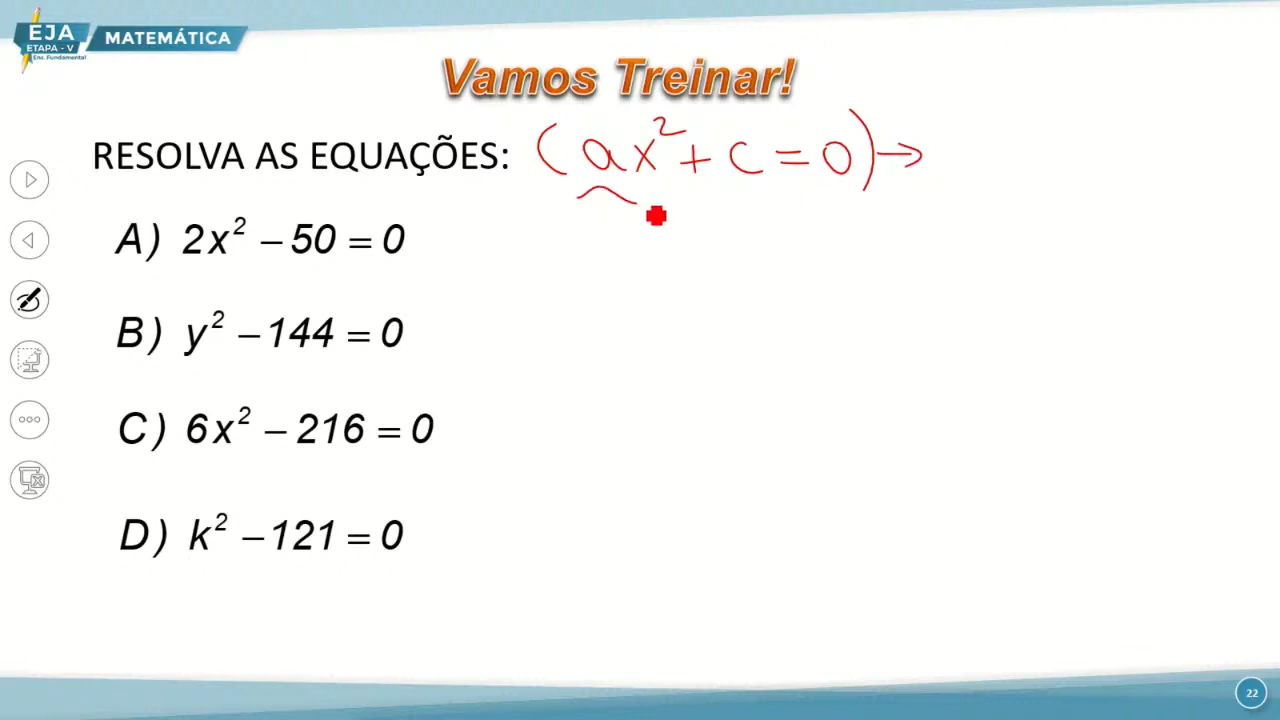 EJA
ETAPA - V
Ens. Fundamental
MATEMÁTICA
Vamos Treinar!
RESOLVA AS EQUAÇÕES: (ax² + c = 0) →
A) 2x² – 50 = 0
B) y² – 144 = 0
C) 6x² – 216 = 0
D) k² – 121 = 0
22